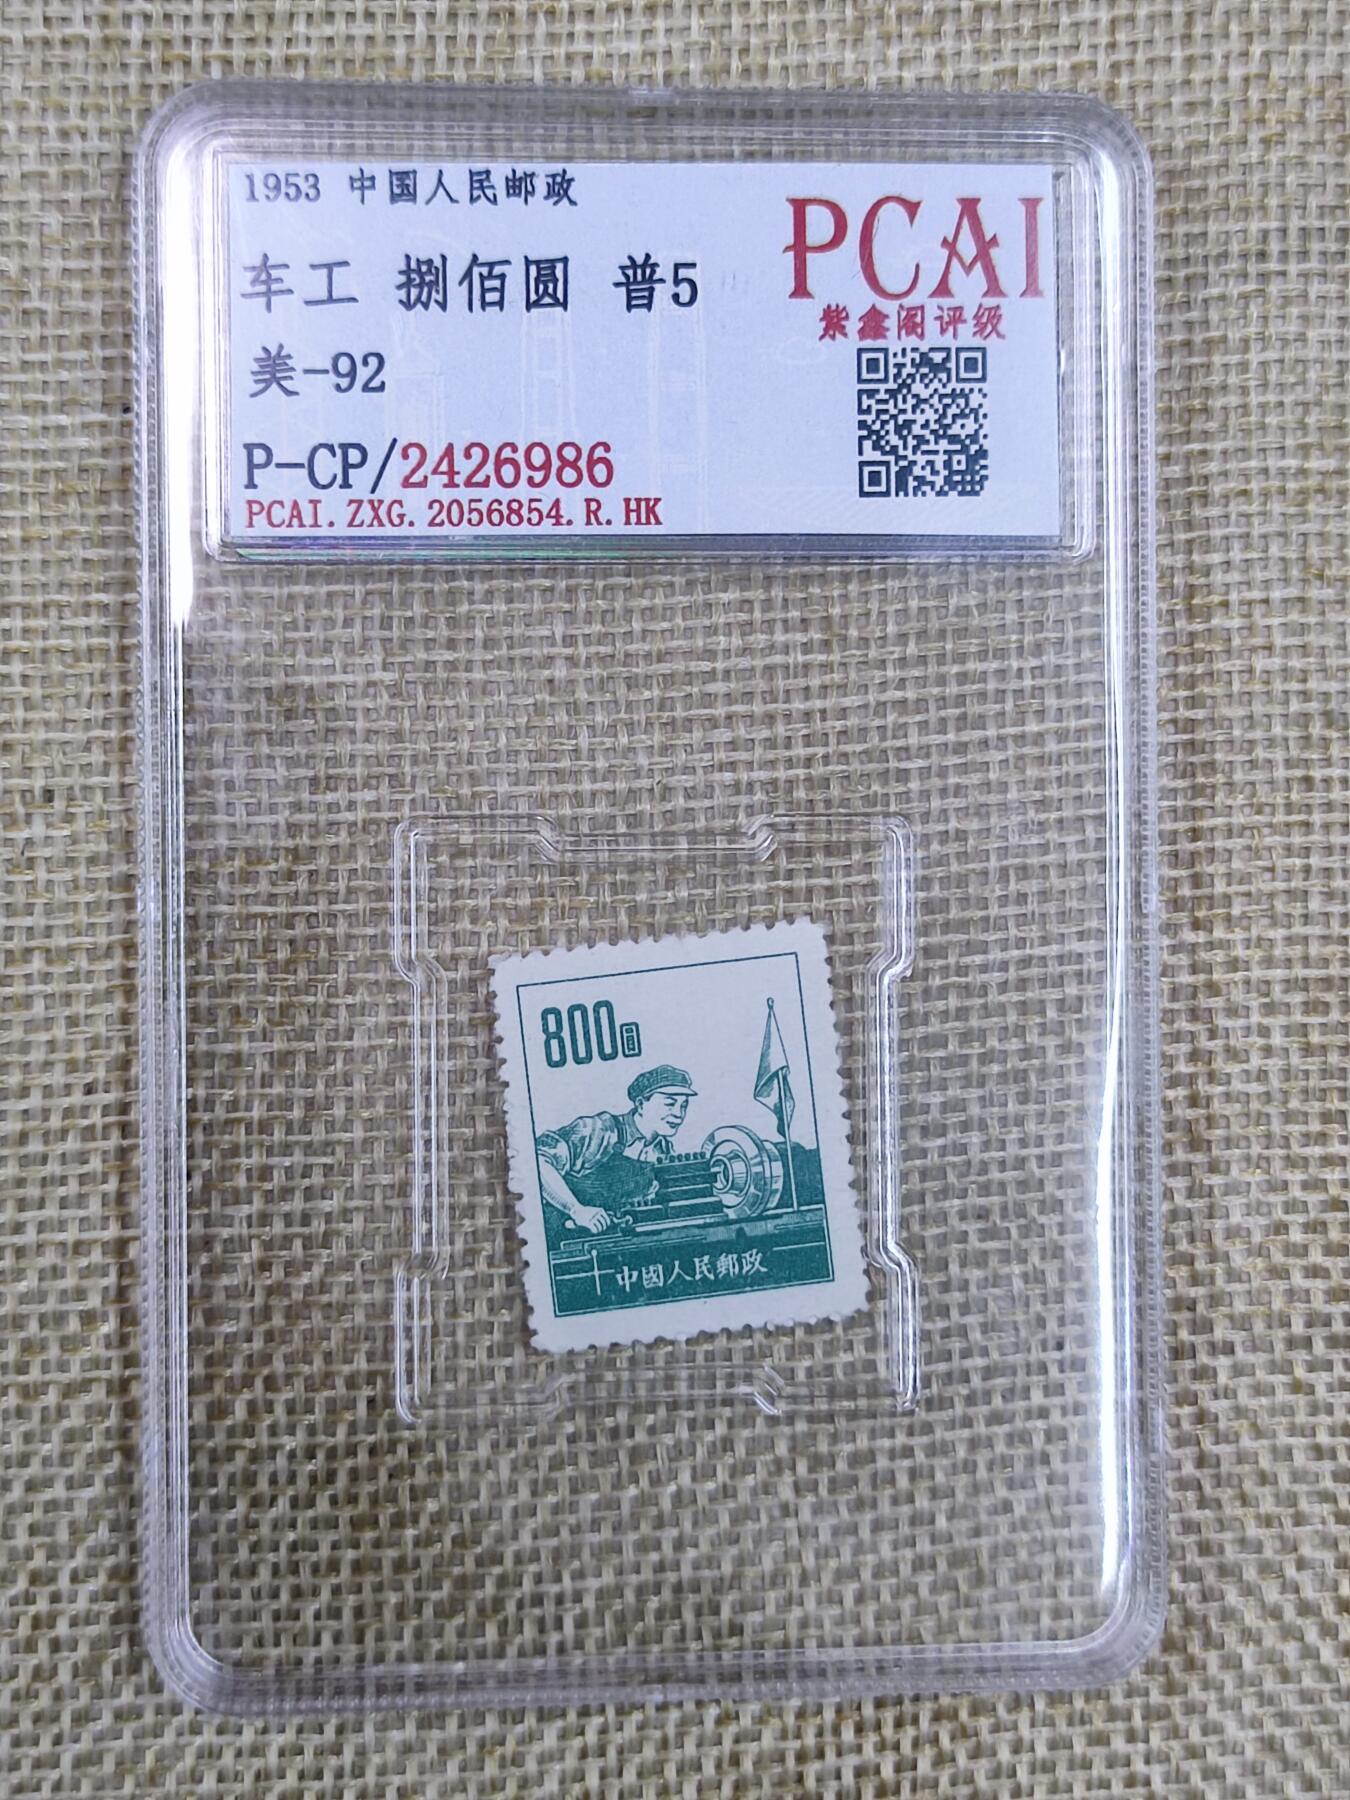 1953 中国人民邮政
车工 捌佰圆 普5
美-92
P-CP/2426986
PCAI.ZXG.2056854.R.HK
PCAI
紫鑫阁评级
800圆
中國人民郵政